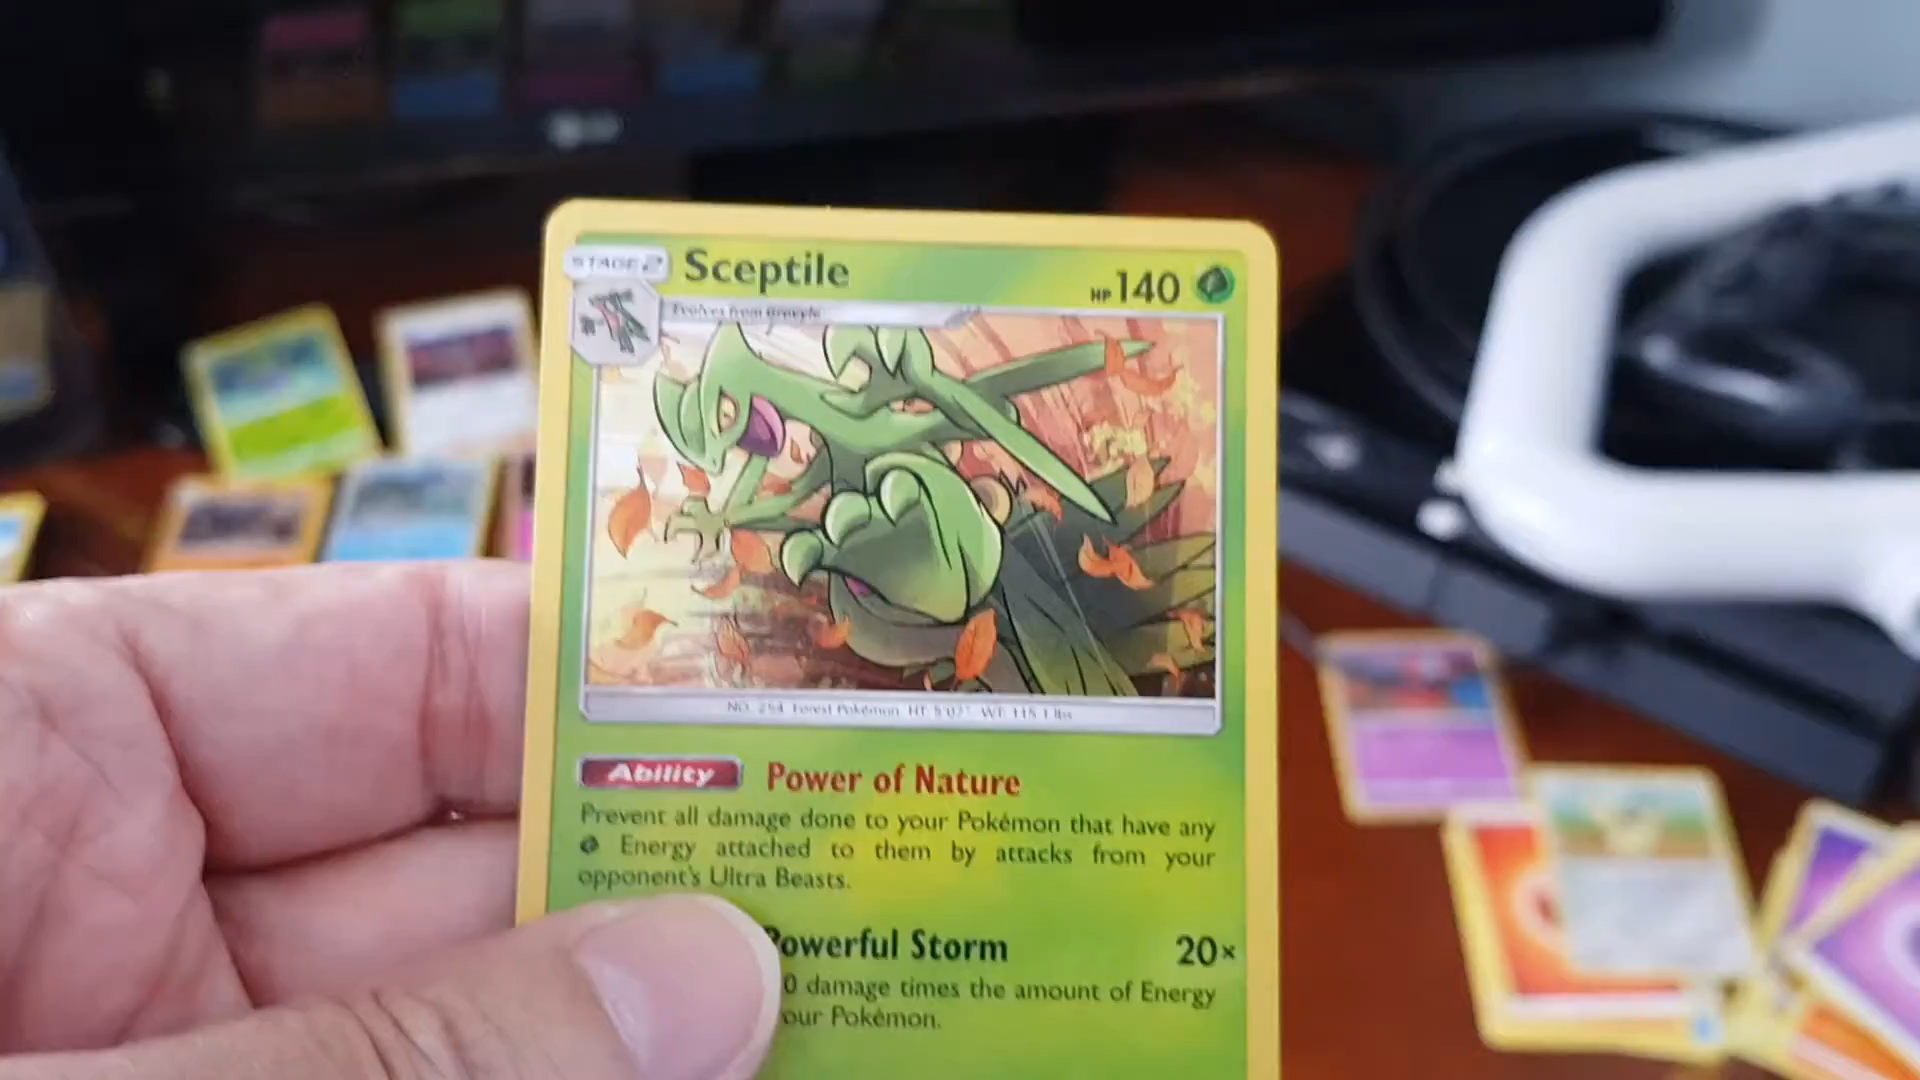 STAGE 2 Sceptile HP 140
Evolves from Grovyle
NO. 254 Forest Pokémon HT: 5'07" WT: 115.1 lbs
Ability Power of Nature
Prevent all damage done to your Pokémon that have any
Energy attached to them by attacks from your
opponent's Ultra Beasts.
Powerful Storm 20×
0 damage times the amount of Energy
our Pokémon.